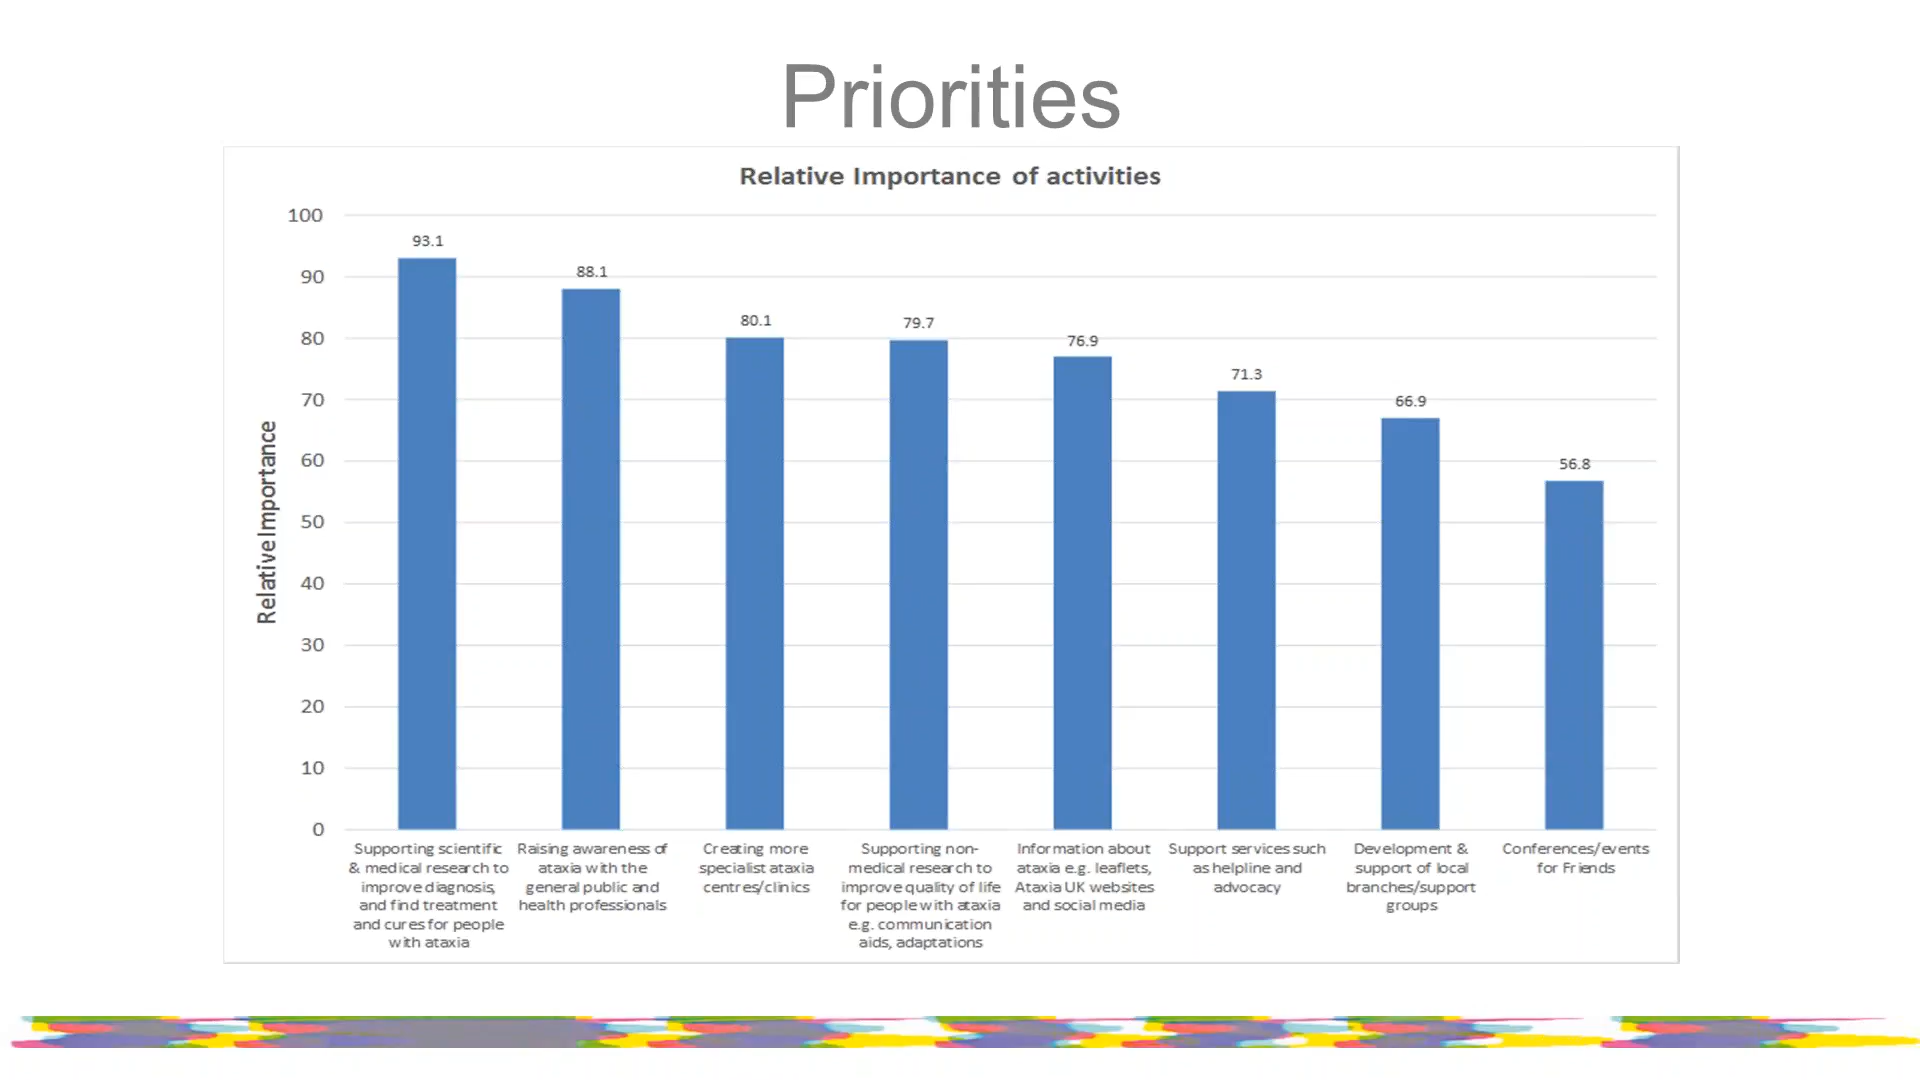 Priorities
Relative Importance of activities
100
90
80
70
60
50
40
30
20
10
0
Relative Importance
93.1
88.1
80.1
79.7
76.9
71.3
66.9
56.8
Supporting scientific
& medical research to
improve diagnosis,
and find treatment
and cures for people
with ataxia
Raising awareness of
ataxia with the
general public and
health professionals
Creating more
specialist ataxia
centres/clinics
Supporting non-
medical research to
improve quality of life
for people with ataxia
e.g. communication
aids, adaptations
Information about
ataxia e.g. leaflets,
Ataxia UK websites
and social media
Support services such
as helpline and
advocacy
Development &
support of local
branches/support
groups
Conferences/events
for Friends